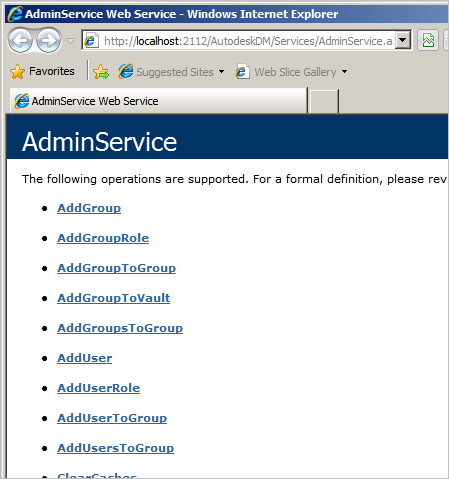 AdminService Web Service - Windows Internet Explorer
http://localhost:2112/AutodeskDM/Services/AdminService.a
Favorites Suggested Sites Web Slice Gallery
AdminService Web Service
AdminService
The following operations are supported. For a formal definition, please rev
AddGroup
AddGroupRole
AddGroupToGroup
AddGroupToVault
AddGroupsToGroup
AddUser
AddUserRole
AddUserToGroup
AddUsersToGroup
ClearCaches